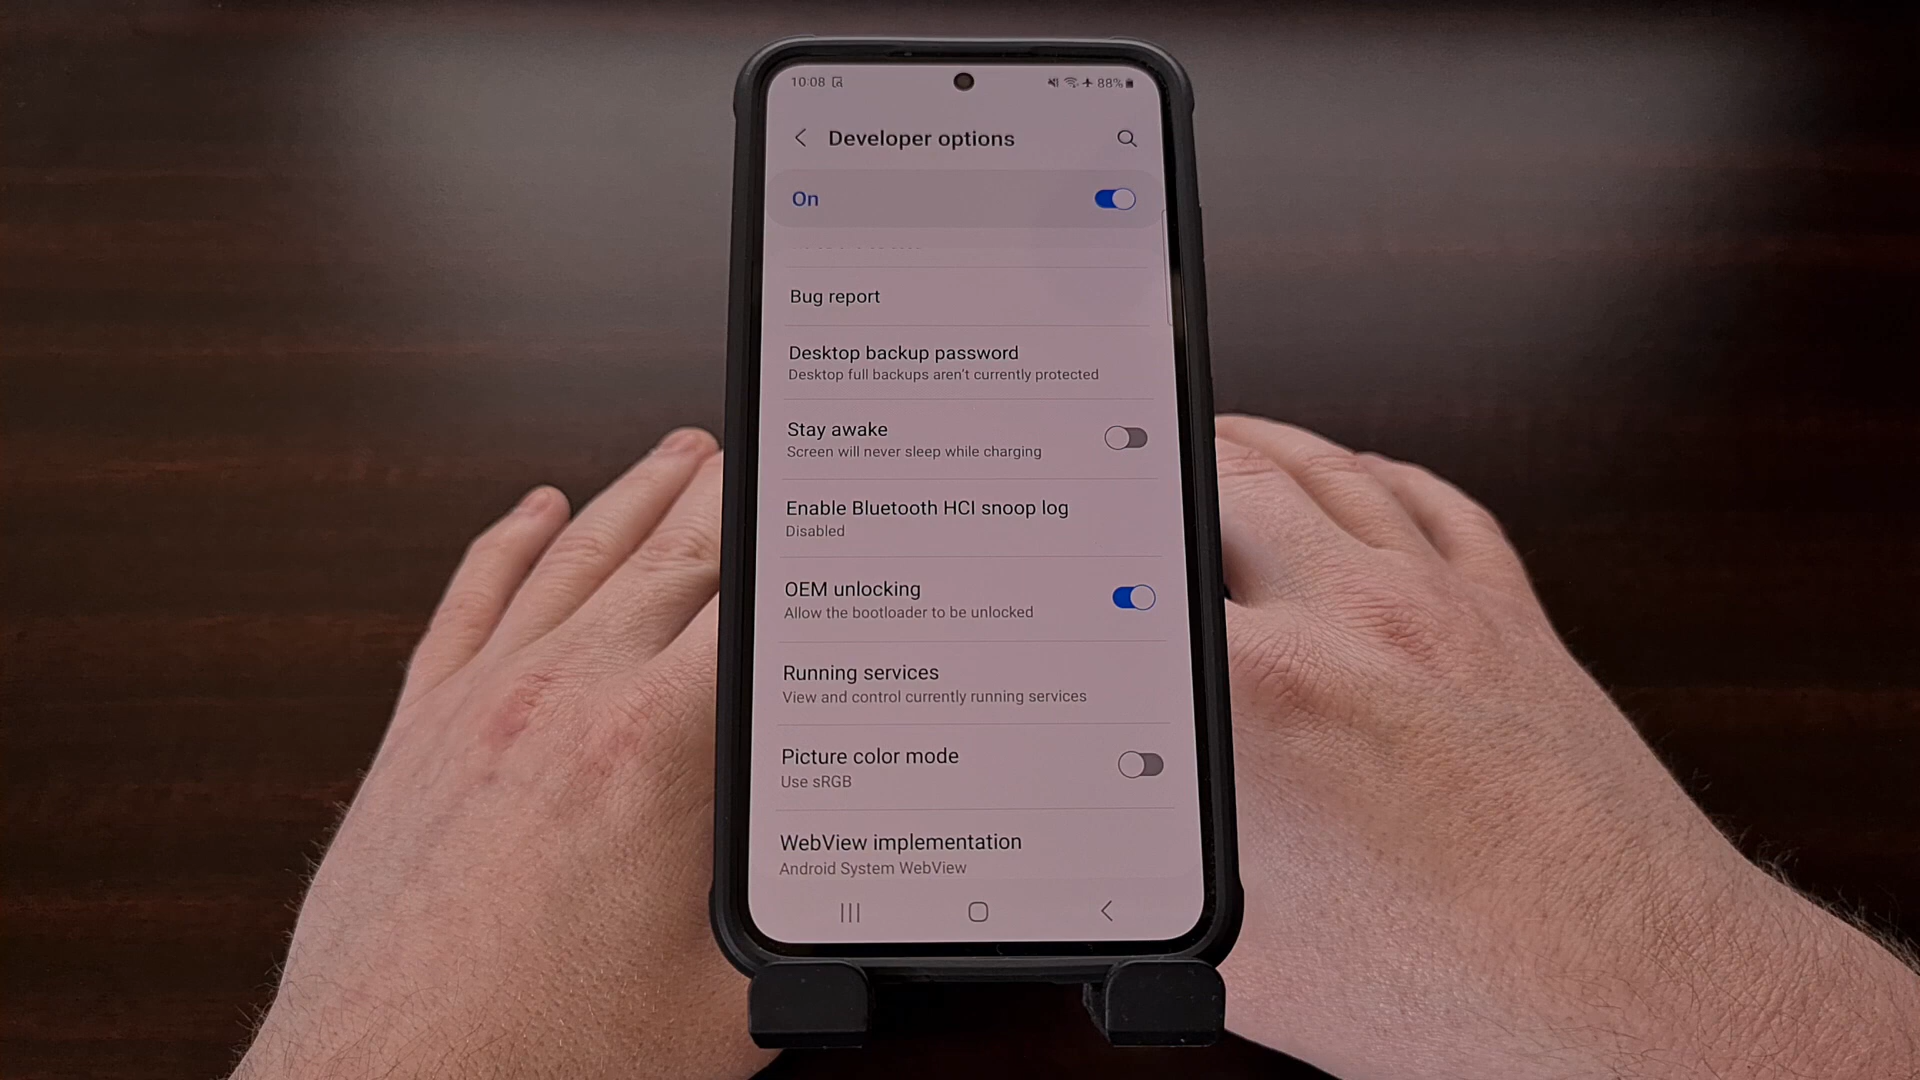 10:08 88%
Developer options
On
Bug report
Desktop backup password
Desktop full backups aren't currently protected
Stay awake
Screen will never sleep while charging
Enable Bluetooth HCI snoop log
Disabled
OEM unlocking
Allow the bootloader to be unlocked
Running services
View and control currently running services
Picture color mode
Use sRGB
WebView implementation
Android System WebView